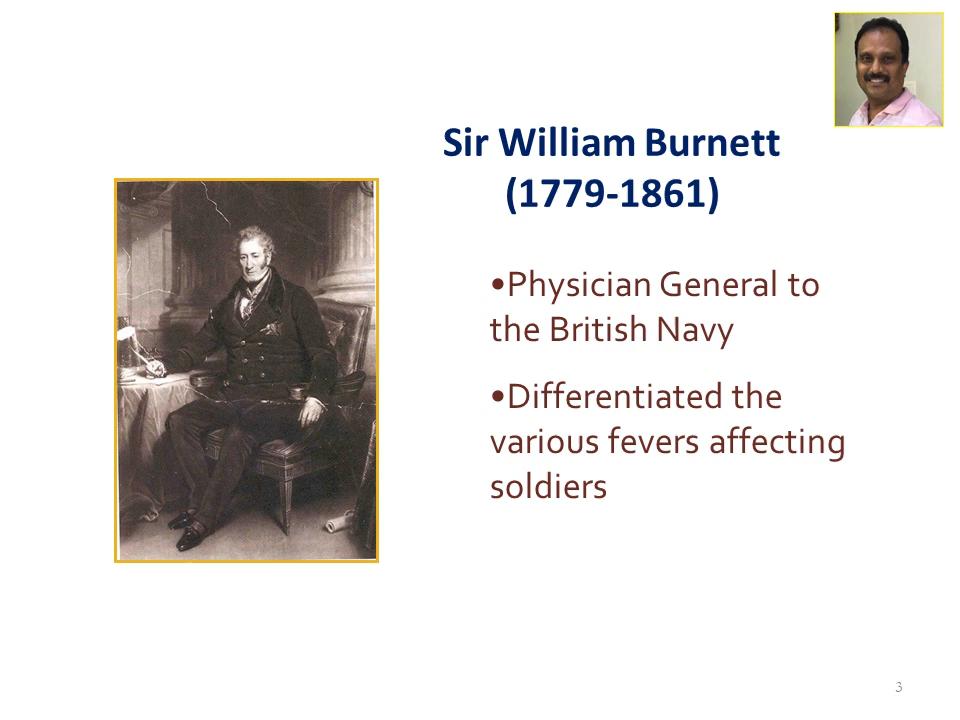 Sir William Burnett
(1779-1861)
•Physician General to
the British Navy
•Differentiated the
various fevers affecting
soldiers
3